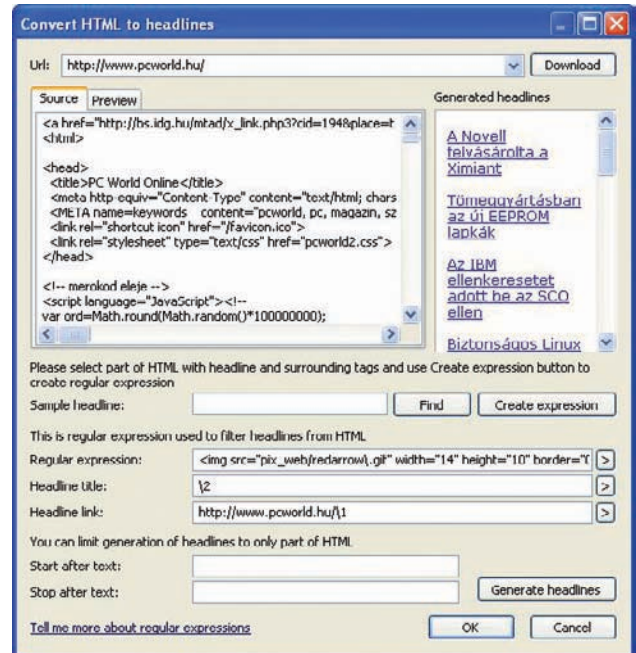 Convert HTML to headlines
Url: http://www.pcworld.hu/ Download
Source Preview
<a href="http://bs.idg.hu/mtad/x_link.php3?cid=194&place=t
<html>
<head>
<title>PC World Online</title>
<meta http-equiv="Content-Type" content="text/html; chars
<META name=keywords content="pcworld, pc, magazin, sz
<link rel="shortcut icon" href="/favicon.ico">
<link rel="stylesheet" type="text/css" href="pcworld2.css">
</head>
<!-- merokod eleje -->
<script language="JavaScript"><!--
var ord=Math.round(Math.random()*100000000);
Generated headlines
A Novell
felvásárolta a
Ximiant
Tömeggyártásban
az új EEPROM
lapkák
Az IBM
ellenkeresetet
adott be az SCO
ellen
Biztonságos Linux
Please select part of HTML with headline and surrounding tags and use Create expression button to
create regular expression
Sample headline: Find Create expression
This is regular expression used to filter headlines from HTML
Regular expression: <img src="pix_web/redarrow\.gif" width="14" height="10" border="0 >
Headline title: \2 >
Headline link: http://www.pcworld.hu/\1 >
You can limit generation of headlines to only part of HTML
Start after text:
Stop after text: Generate headlines
Tell me more about regular expressions OK Cancel